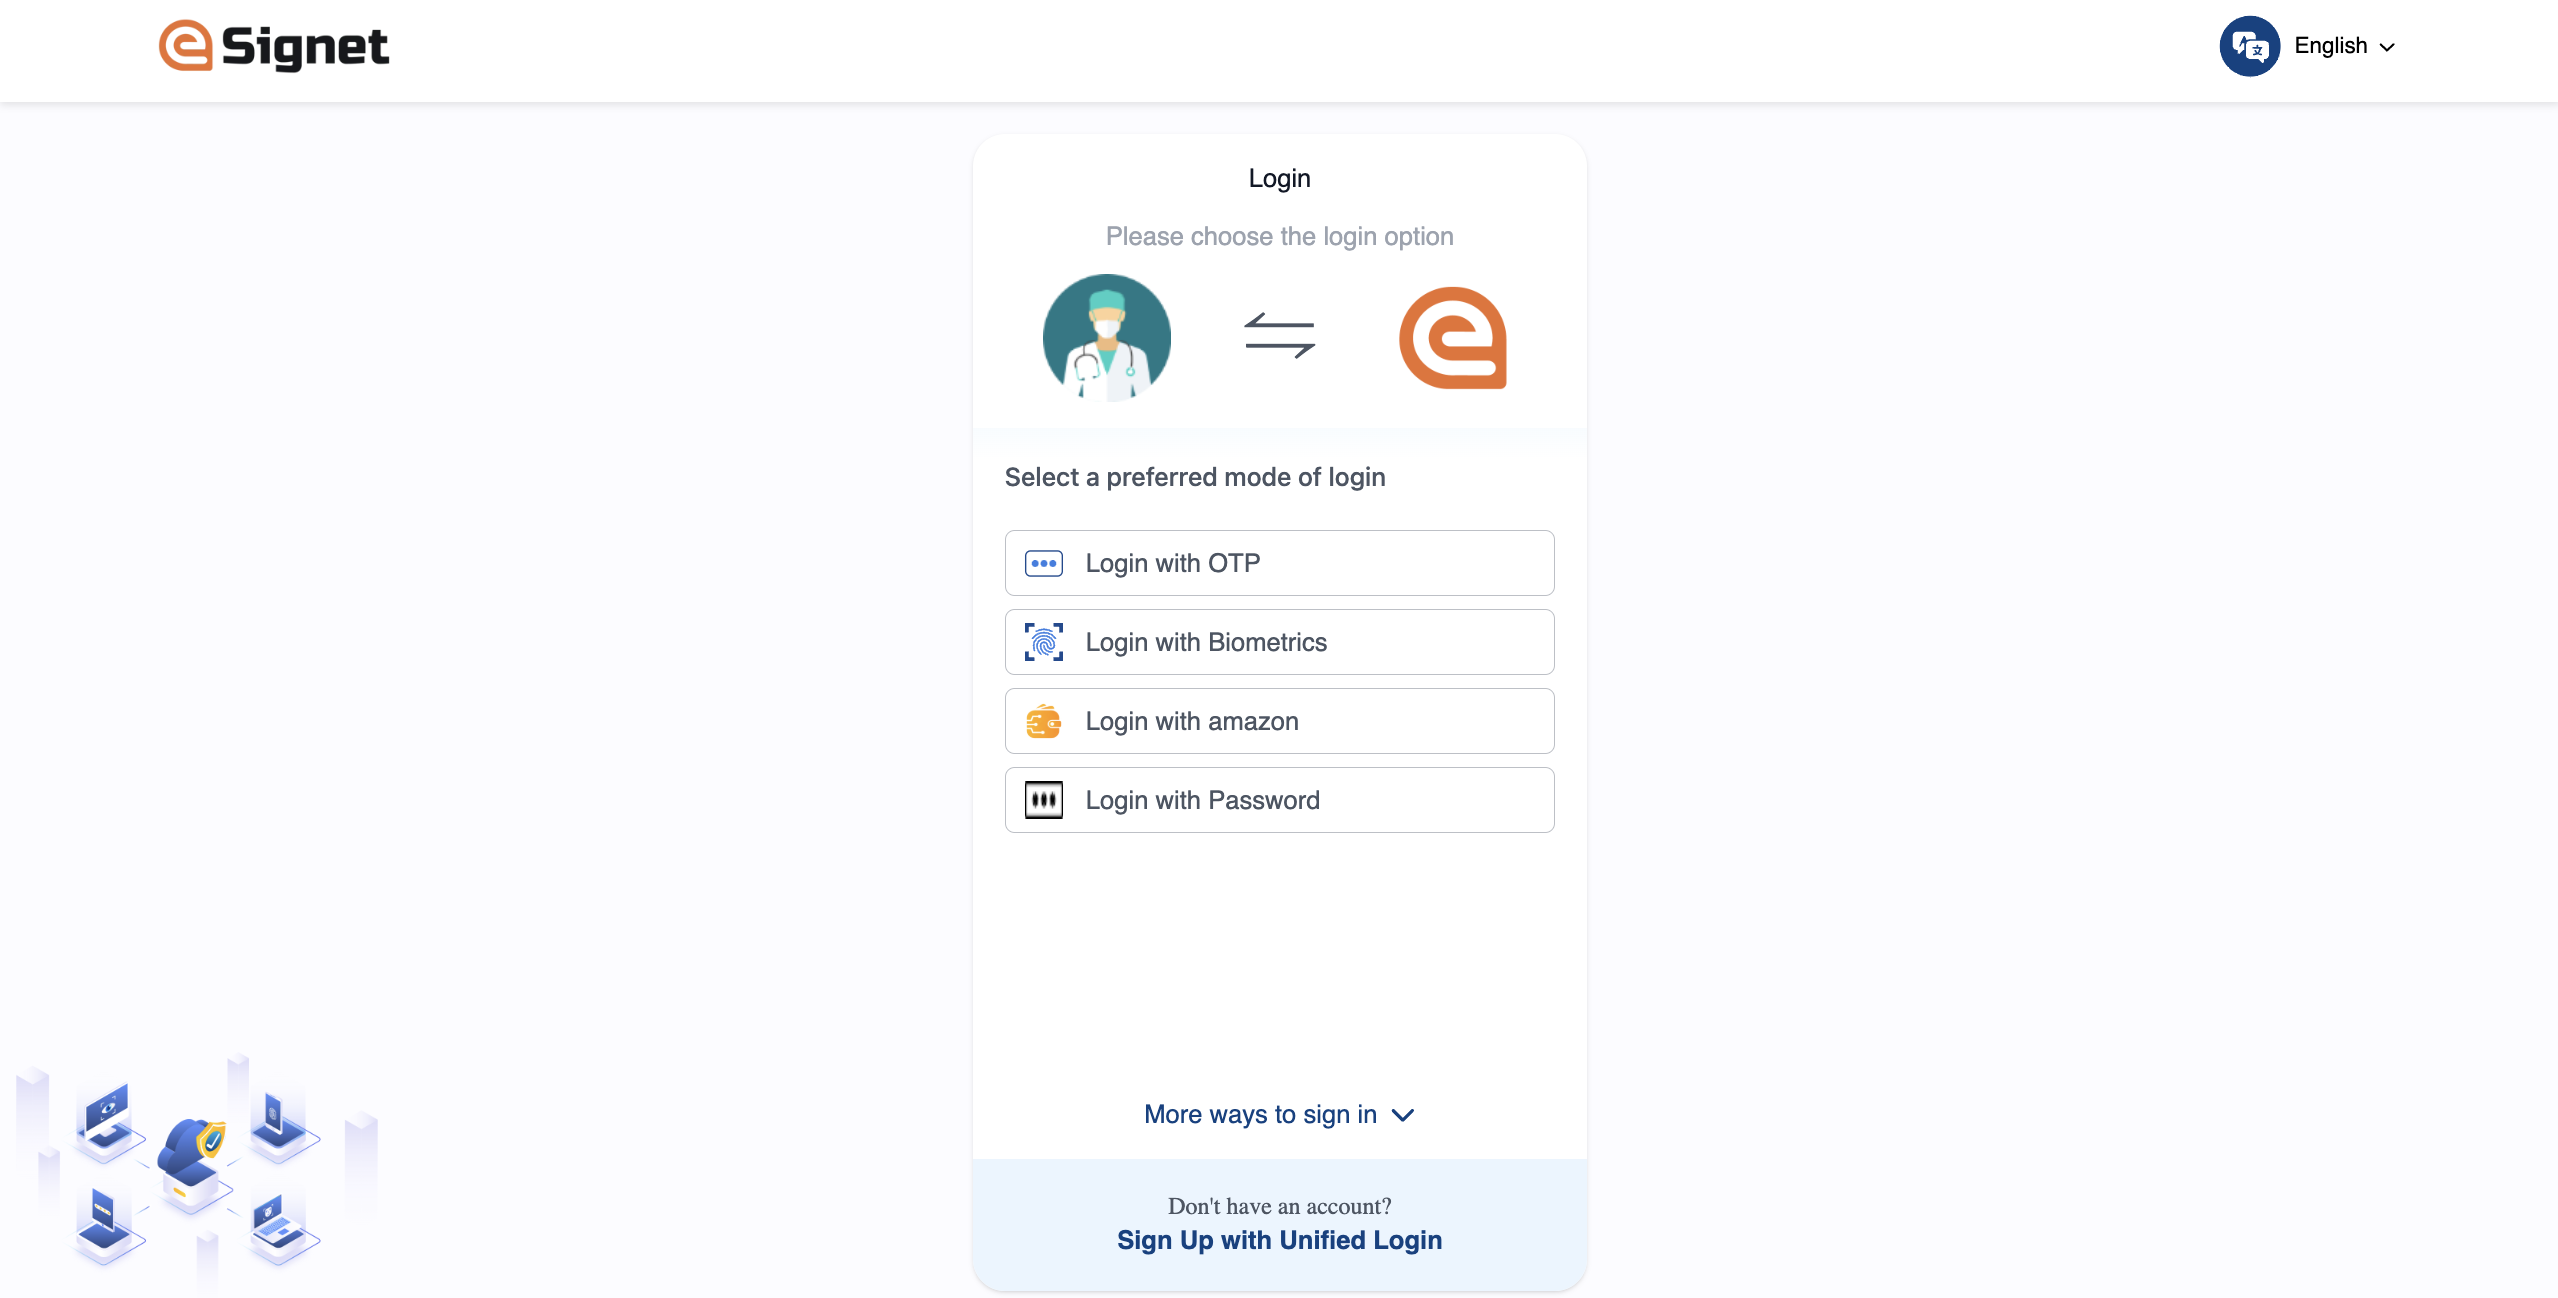 eSignet
English
Login
Please choose the login option
Select a preferred mode of login
Login with OTP
Login with Biometrics
Login with amazon
Login with Password
More ways to sign in
Don't have an account?
Sign Up with Unified Login